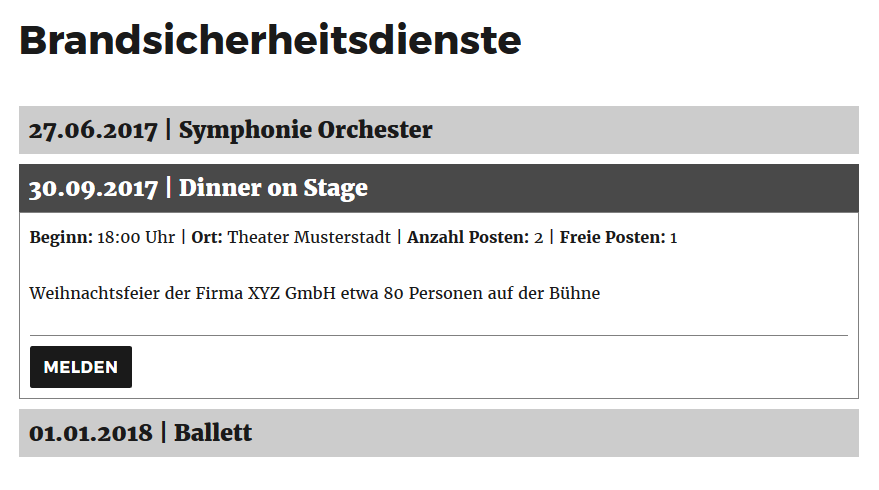 Brandsicherheitsdienste
27.06.2017 | Symphonie Orchester
30.09.2017 | Dinner on Stage
Beginn: 18:00 Uhr | Ort: Theater Musterstadt | Anzahl Posten: 2 | Freie Posten: 1
Weihnachtsfeier der Firma XYZ GmbH etwa 80 Personen auf der Bühne
MELDEN
01.01.2018 | Ballett